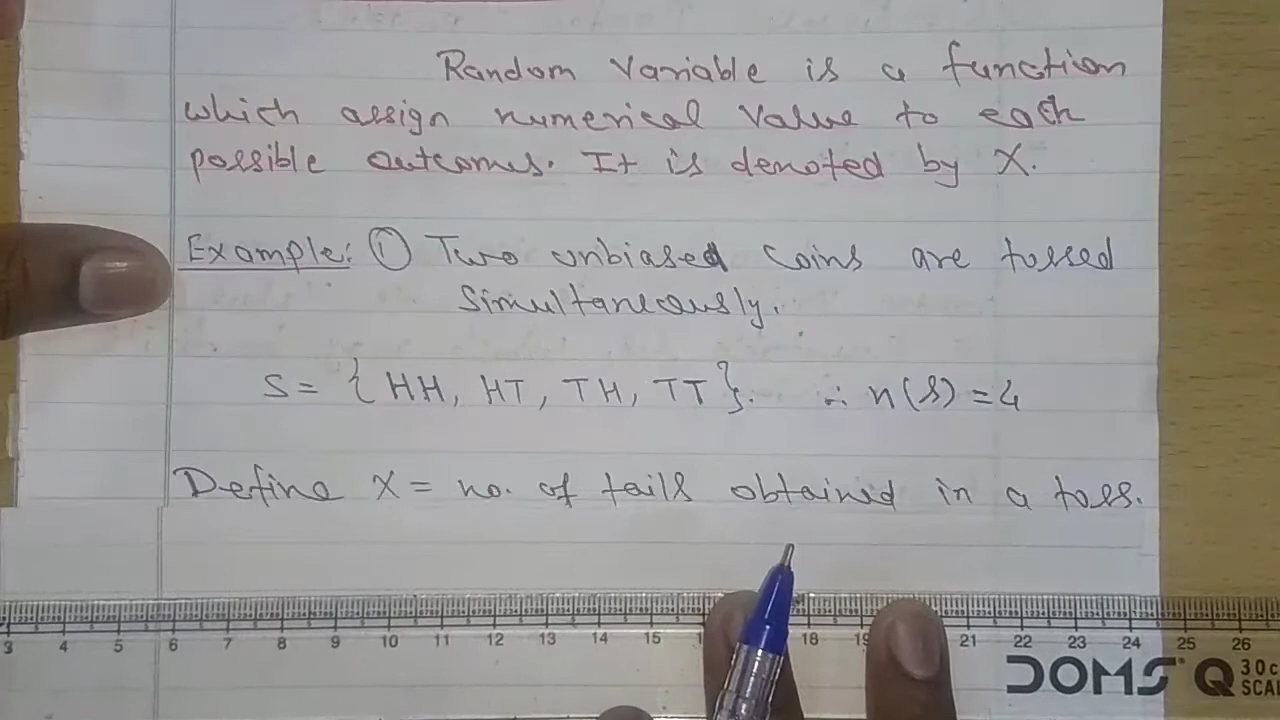 Random Variable is a function
which assign numerical value to each
possible outcomes. It is denoted by X.
Example: ① Two unbiased coins are tossed
simultaneously.
S = { HH, HT, TH, TT }. ∴ n(S) = 4
Define X = no. of tails obtained in a toss.
3 4 5 6 7 8 9 10 11 12 13 14 15 18 19 21 22 23 24 25 26
DOMS Q 30c
SCAL